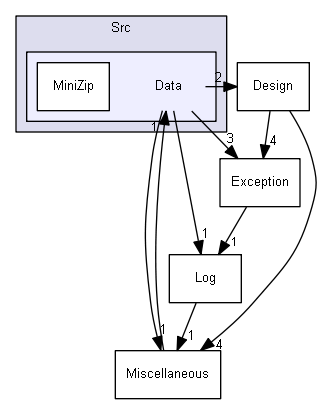 Src
MiniZip
Data
2
Design
1
3
4
Exception
1
1
Log
1
1
4
Miscellaneous